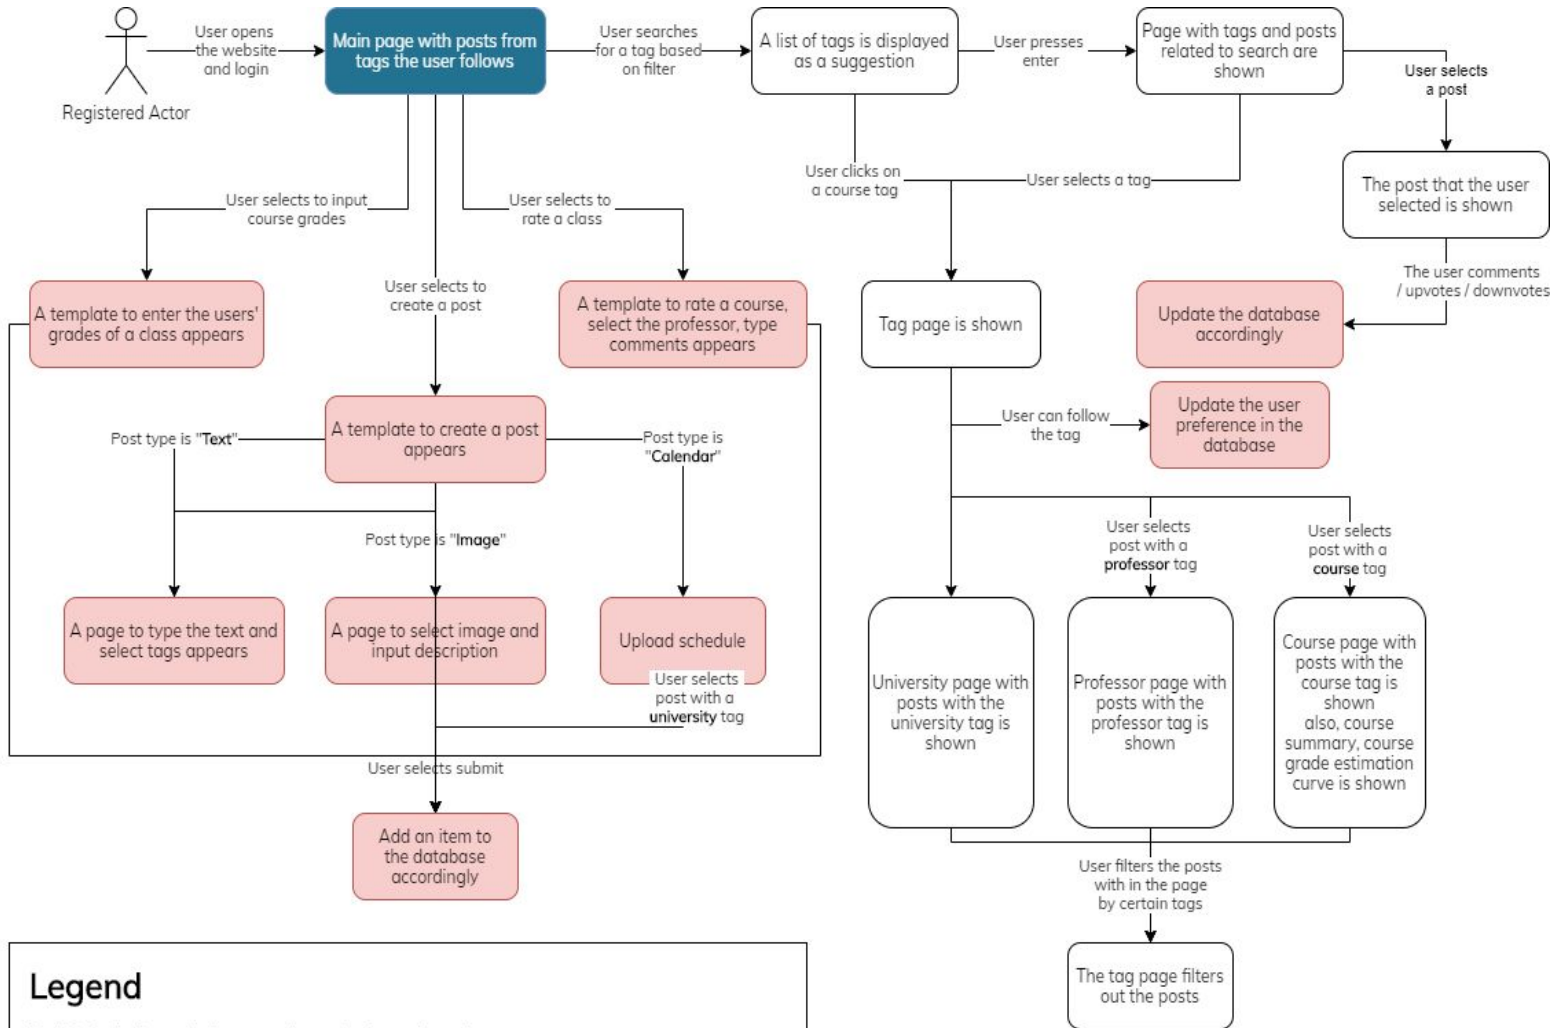 User opens
the website
and login
Registered Actor
Main page with posts from
tags the user follows
User searches
for a tag based
on filter
A list of tags is displayed
as a suggestion
User presses
enter
Page with tags and posts
related to search are
shown
User selects
a post
User clicks on
a course tag
User selects a tag
The post that the user
selected is shown
User selects to input
course grades
User selects to
rate a class
User selects to
create a post
The user comments
/ upvotes / downvotes
A template to enter the users'
grades of a class appears
A template to rate a course,
select the professor, type
comments appears
Tag page is shown
Update the database
accordingly
User can follow
the tag
Update the user
preference in the
database
Post type is "Text"
A template to create a post
appears
Post type is
"Calendar"
Post type is "Image"
User selects
post with a
professor tag
User selects
post with a
course tag
A page to type the text and
select tags appears
A page to select image and
input description
Upload schedule
User selects
post with a
university tag
University page with
posts with the
university tag is
shown
Professor page with
posts with the
professor tag is
shown
Course page with
posts with the
course tag is
shown
also, course
summary, course
grade estimation
curve is shown
User selects submit
Add an item to
the database
accordingly
User filters the posts
with in the page
by certain tags
The tag page filters
out the posts
Legend